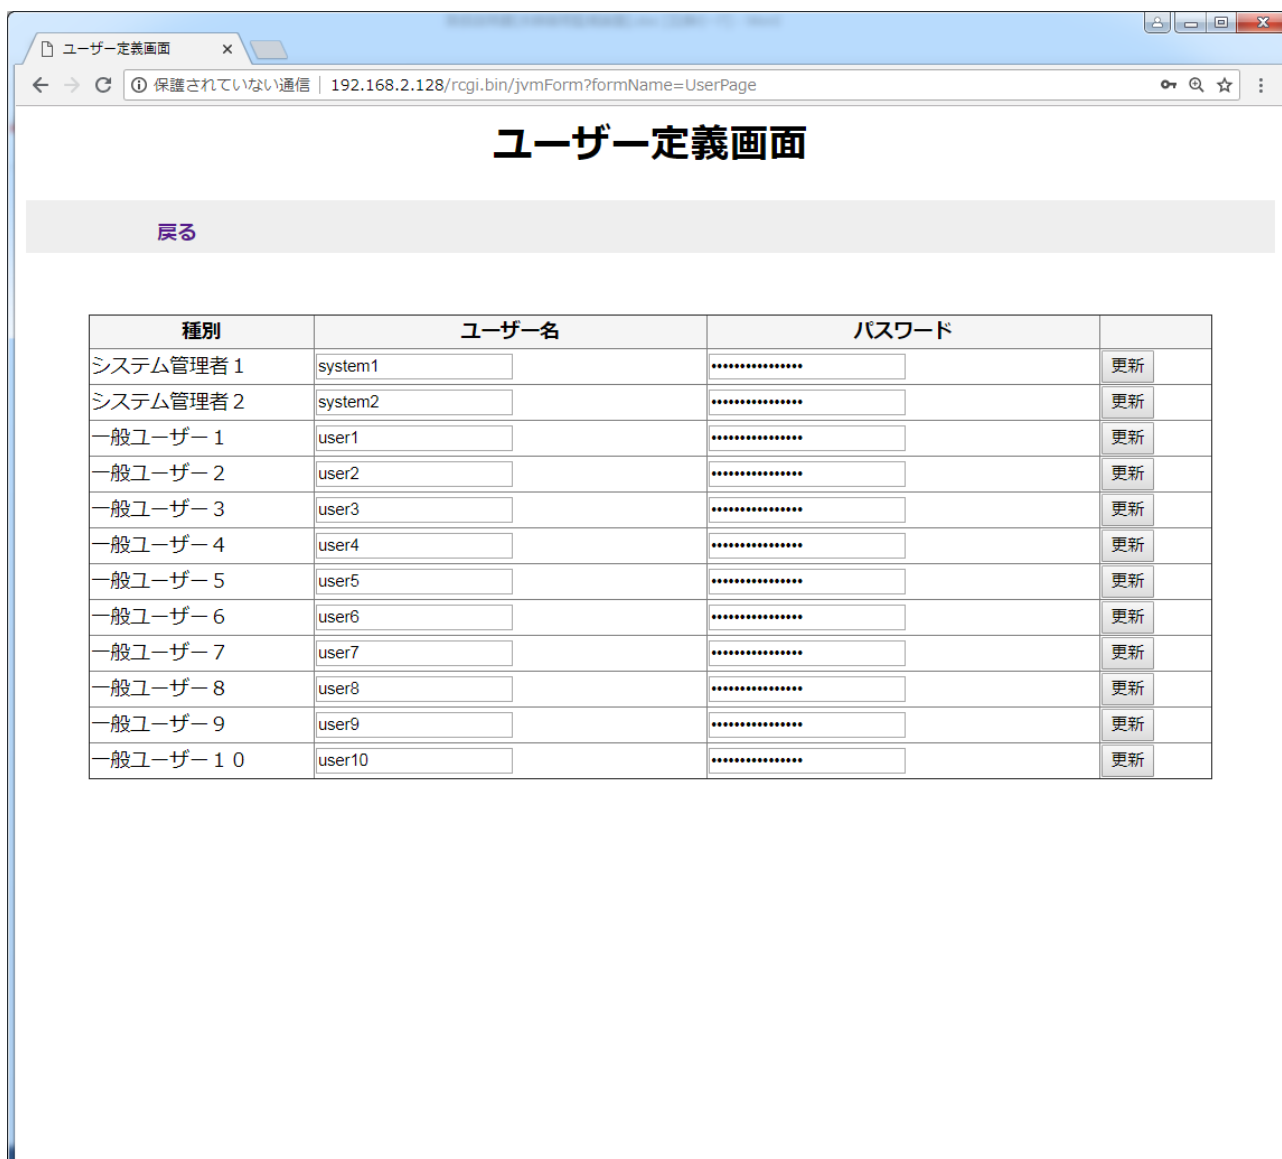 ユーザー定義画面
保護されていない通信 | 192.168.2.128/rcgi.bin/jvmForm?formName=UserPage
ユーザー定義画面
戻る
種別 ユーザー名 パスワード
システム管理者１ system1 •••••••••••••••• 更新
システム管理者２ system2 •••••••••••••••• 更新
一般ユーザー１ user1 •••••••••••••••• 更新
一般ユーザー２ user2 •••••••••••••••• 更新
一般ユーザー３ user3 •••••••••••••••• 更新
一般ユーザー４ user4 •••••••••••••••• 更新
一般ユーザー５ user5 •••••••••••••••• 更新
一般ユーザー６ user6 •••••••••••••••• 更新
一般ユーザー７ user7 •••••••••••••••• 更新
一般ユーザー８ user8 •••••••••••••••• 更新
一般ユーザー９ user9 •••••••••••••••• 更新
一般ユーザー１０ user10 •••••••••••••••• 更新